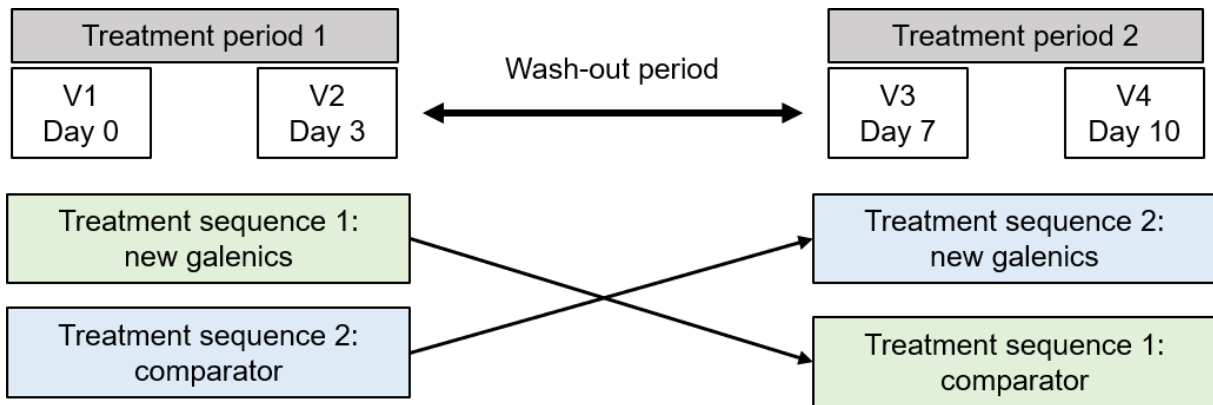 Treatment period 1
Treatment period 2
Wash-out period
V1
Day 0
V2
Day 3
V3
Day 7
V4
Day 10
Treatment sequence 1:
new galenics
Treatment sequence 2:
new galenics
Treatment sequence 2:
comparator
Treatment sequence 1:
comparator